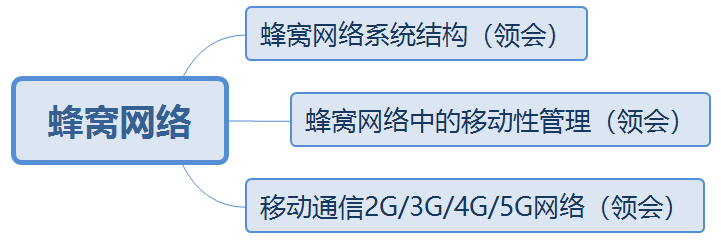 蜂窝网络系统结构（领会）
蜂窝网络
蜂窝网络中的移动性管理（领会）
移动通信2G/3G/4G/5G网络（领会）